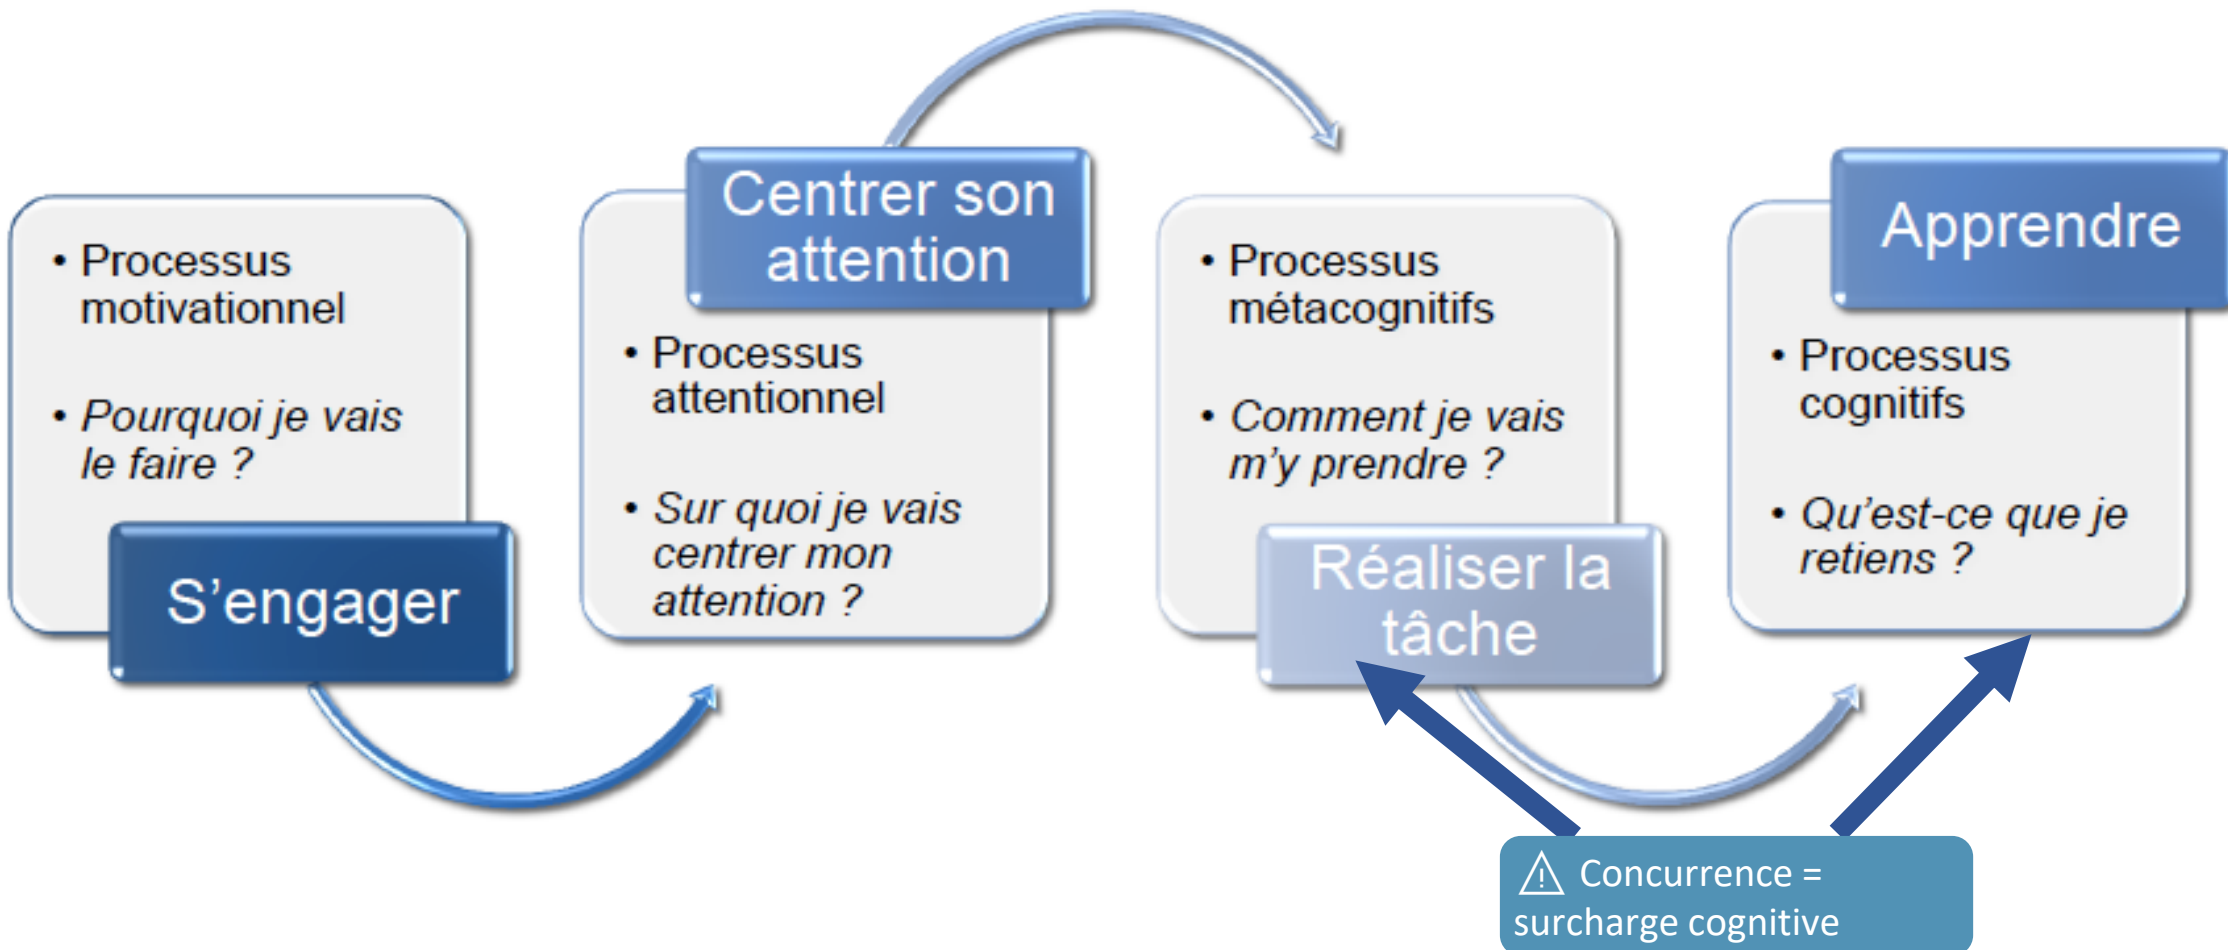 • Processus
motivationnel
• Pourquoi je vais
le faire ?
S'engager
Centrer son
attention
• Processus
attentionnel
• Sur quoi je vais
centrer mon
attention ?
• Processus
métacognitifs
• Comment je vais
m'y prendre ?
Réaliser la
tâche
Apprendre
• Processus
cognitifs
• Qu'est-ce que je
retiens ?
⚠ Concurrence =
surcharge cognitive